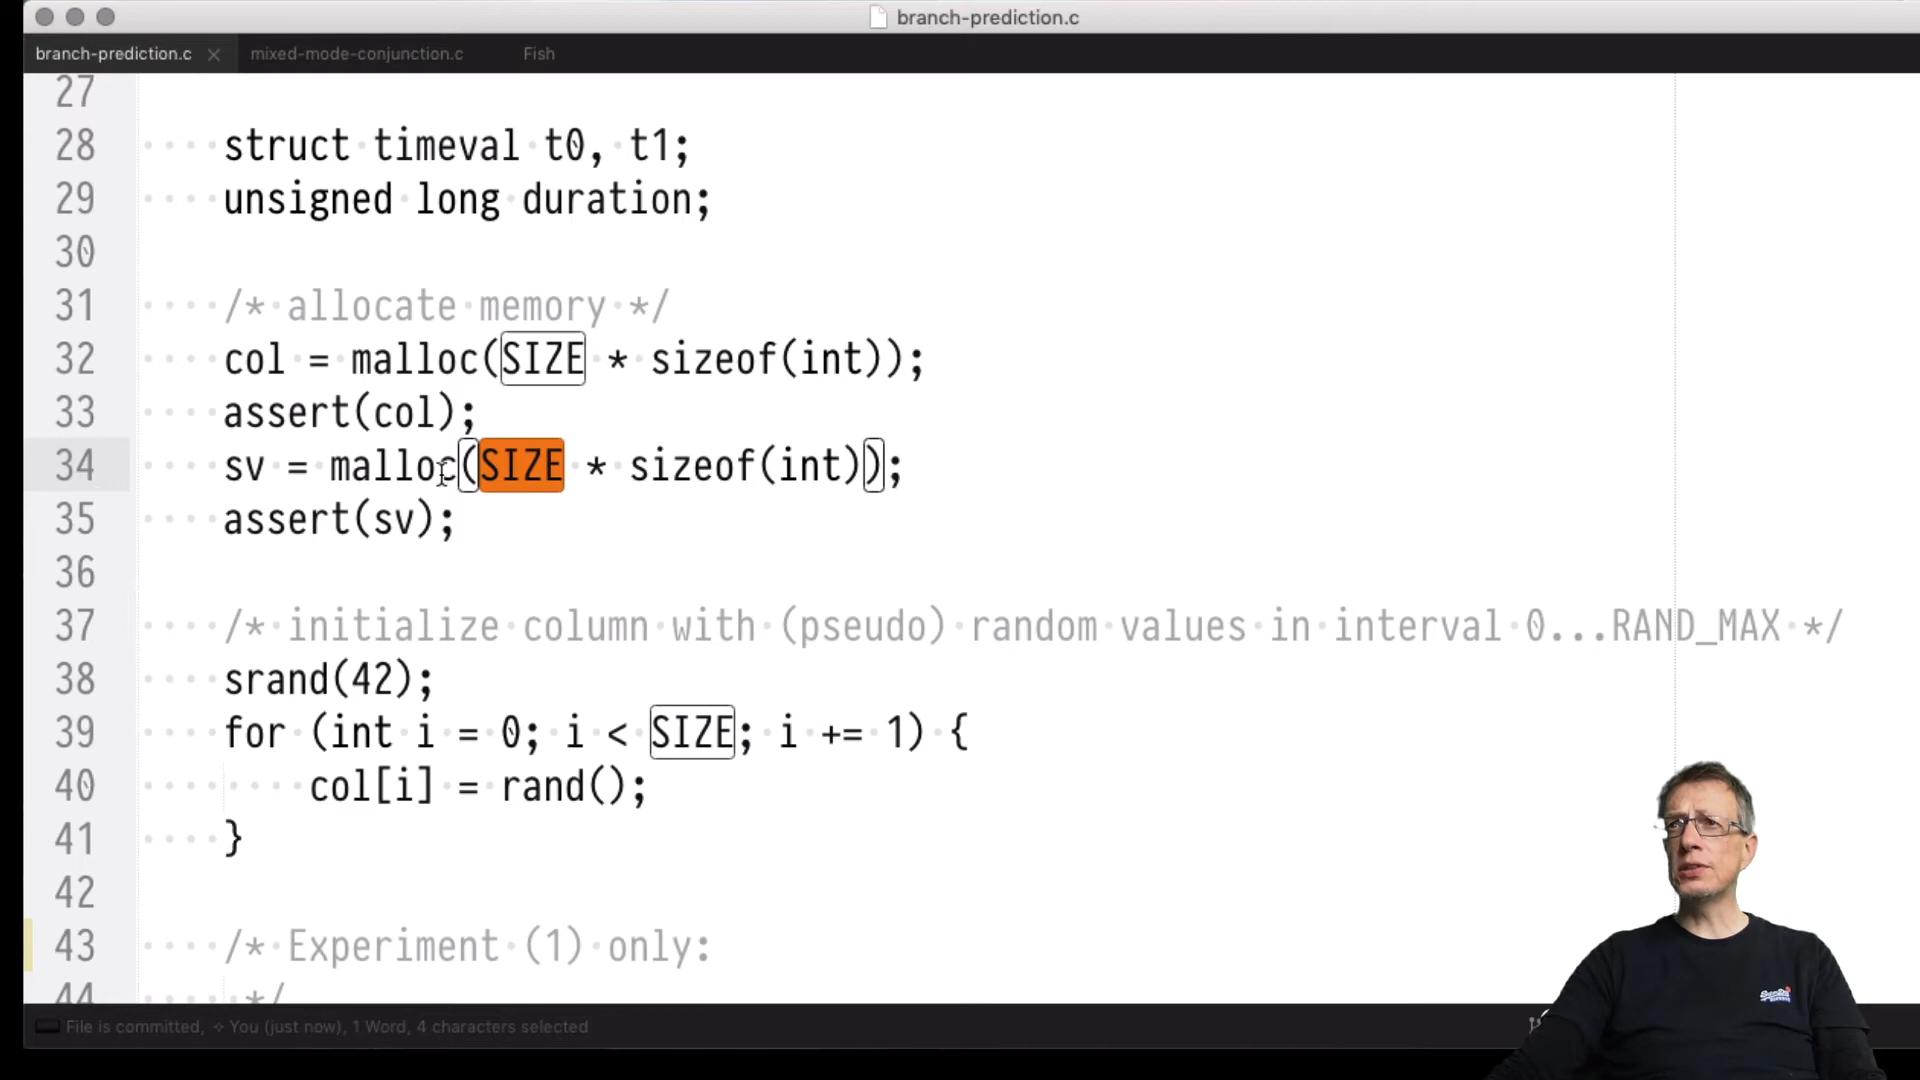 branch-prediction.c
branch-prediction.c mixed-mode-conjunction.c Fish
27
28 struct timeval t0, t1;
29 unsigned long duration;
30
31 /* allocate memory */
32 col = malloc(SIZE * sizeof(int));
33 assert(col);
34 sv = malloc(SIZE * sizeof(int));
35 assert(sv);
36
37 /* initialize column with (pseudo) random values in interval 0...RAND_MAX */
38 srand(42);
39 for (int i = 0; i < SIZE; i += 1) {
40 col[i] = rand();
41 }
42
43 /* Experiment (1) only:
44 */
File is committed, ✧ You (just now), 1 Word, 4 characters selected